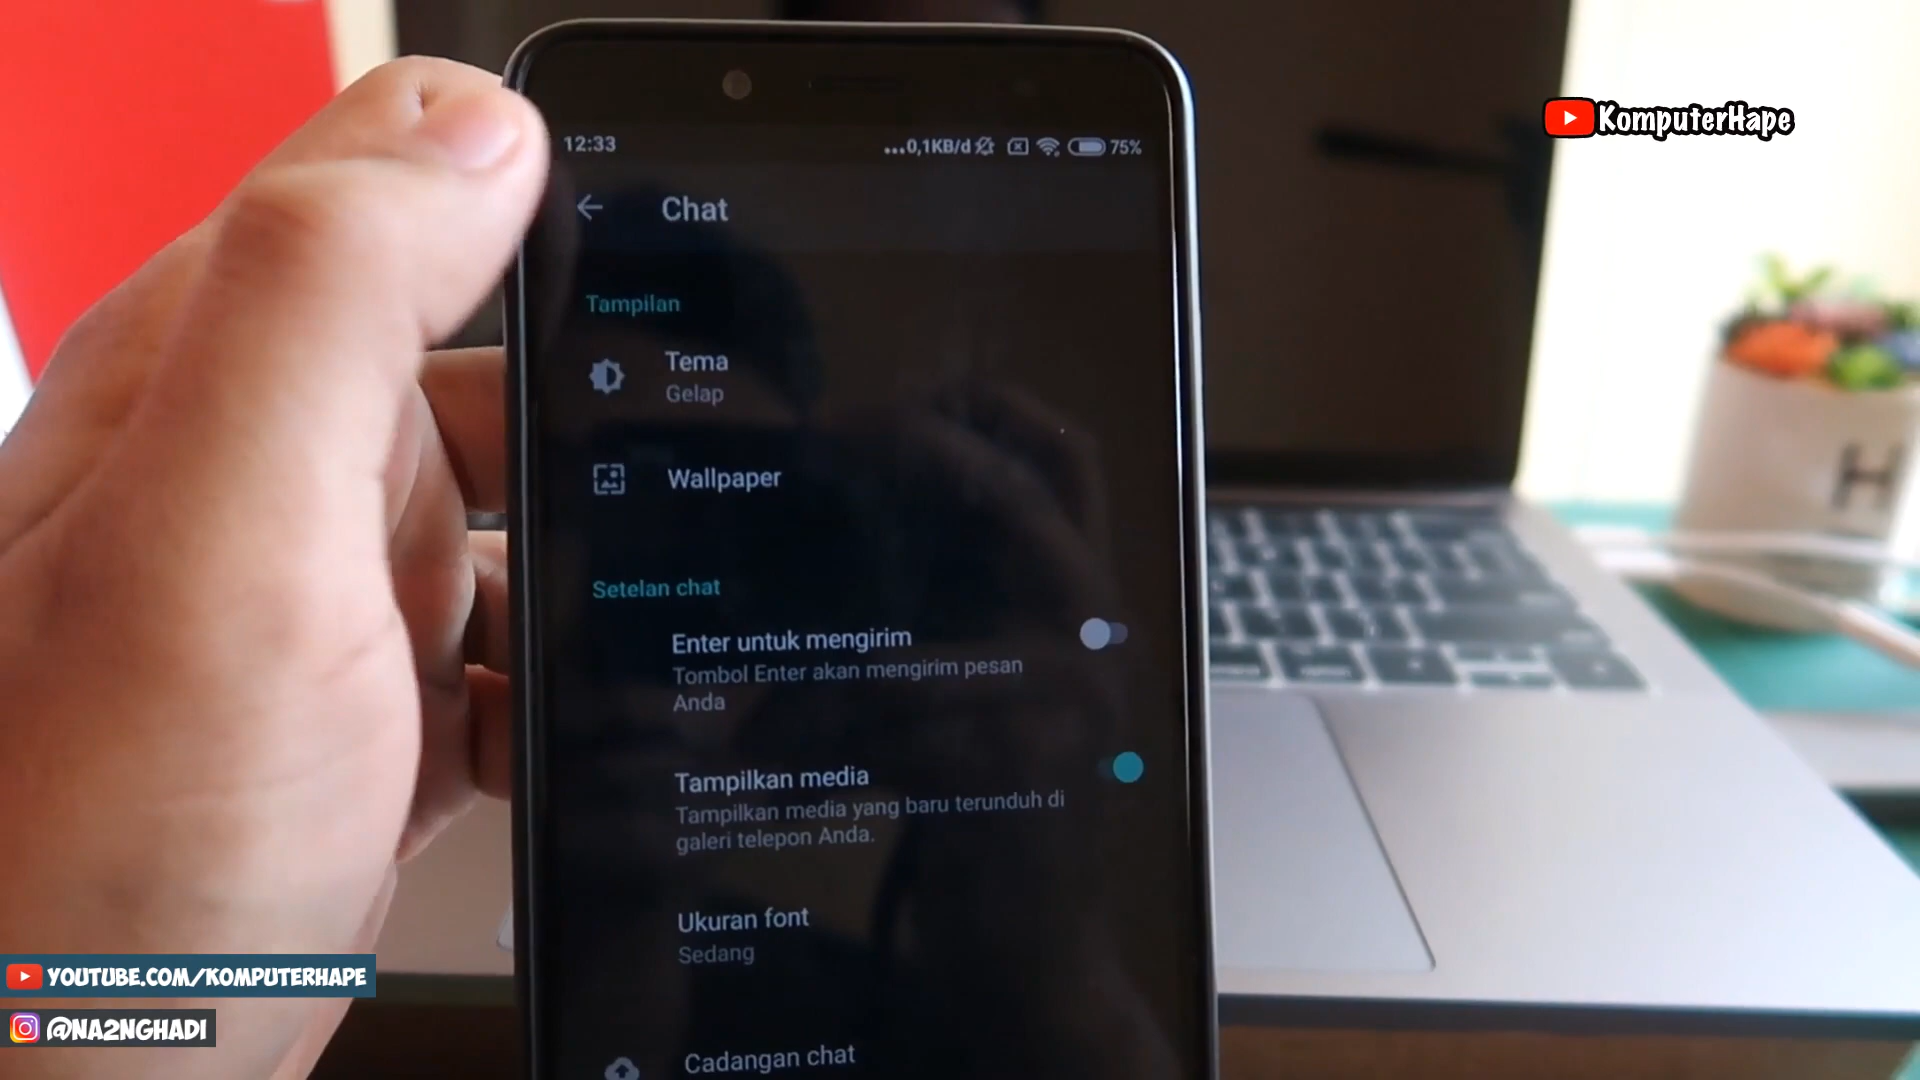 KomputerHape
12:33
...0,1KB/d
75%
Chat
Tampilan
Tema
Gelap
Wallpaper
Setelan chat
Enter untuk mengirim
Tombol Enter akan mengirim pesan
Anda
Tampilkan media
Tampilkan media yang baru terunduh di
galeri telepon Anda.
Ukuran font
Sedang
Cadangan chat
H
YOUTUBE.COM/KOMPUTERHAPE
@NA2NGHADI